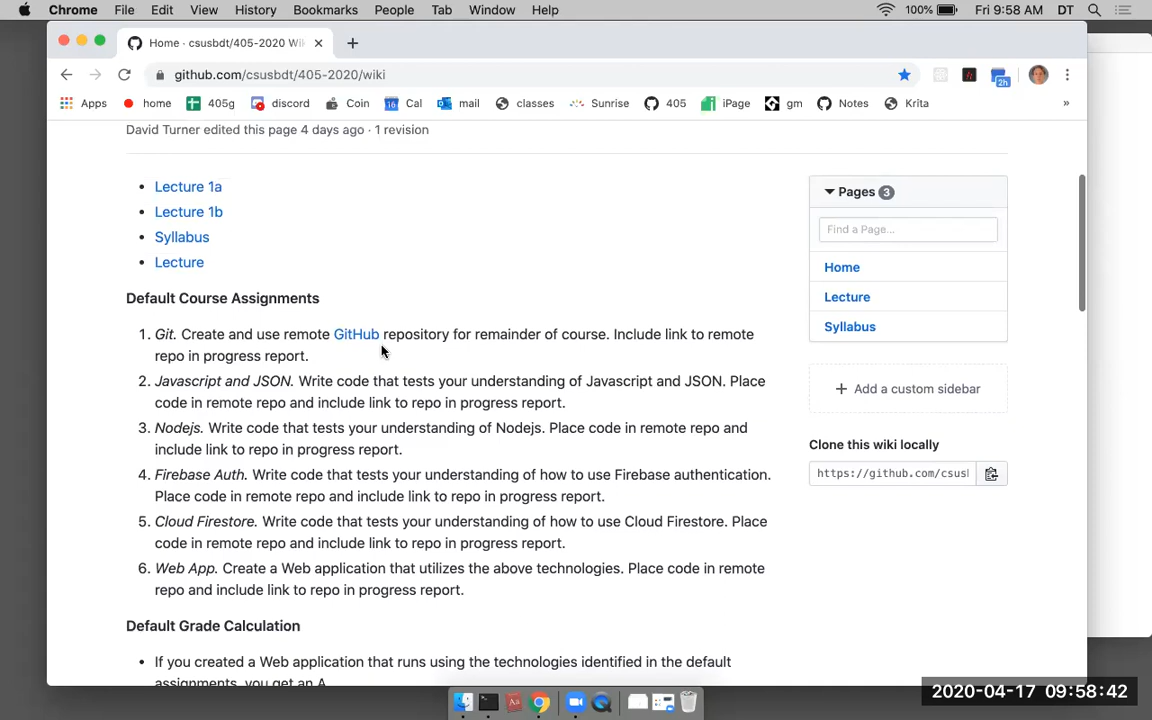 Chrome File Edit View History Bookmarks People Tab Window Help 100% Fri 9:58 AM DT
Home · csusbdt/405-2020 Wi
github.com/csusbdt/405-2020/wiki
2h
Apps home 405g discord Coin 16 Cal mail classes Sunrise 405 iPage gm Notes Krita »
David Turner edited this page 4 days ago · 1 revision
Lecture 1a
Lecture 1b
Syllabus
Lecture
Default Course Assignments
1. Git. Create and use remote GitHub repository for remainder of course. Include link to remote
repo in progress report.
2. Javascript and JSON. Write code that tests your understanding of Javascript and JSON. Place
code in remote repo and include link to repo in progress report.
3. Nodejs. Write code that tests your understanding of Nodejs. Place code in remote repo and
include link to repo in progress report.
4. Firebase Auth. Write code that tests your understanding of how to use Firebase authentication.
Place code in remote repo and include link to repo in progress report.
5. Cloud Firestore. Write code that tests your understanding of how to use Cloud Firestore. Place
code in remote repo and include link to repo in progress report.
6. Web App. Create a Web application that utilizes the above technologies. Place code in remote
repo and include link to repo in progress report.
Default Grade Calculation
If you created a Web application that runs using the technologies identified in the default
assignments, you get an A.
Pages 3
Find a Page...
Home
Lecture
Syllabus
Add a custom sidebar
Clone this wiki locally
https://github.com/csusl
2020-04-17 09:58:42